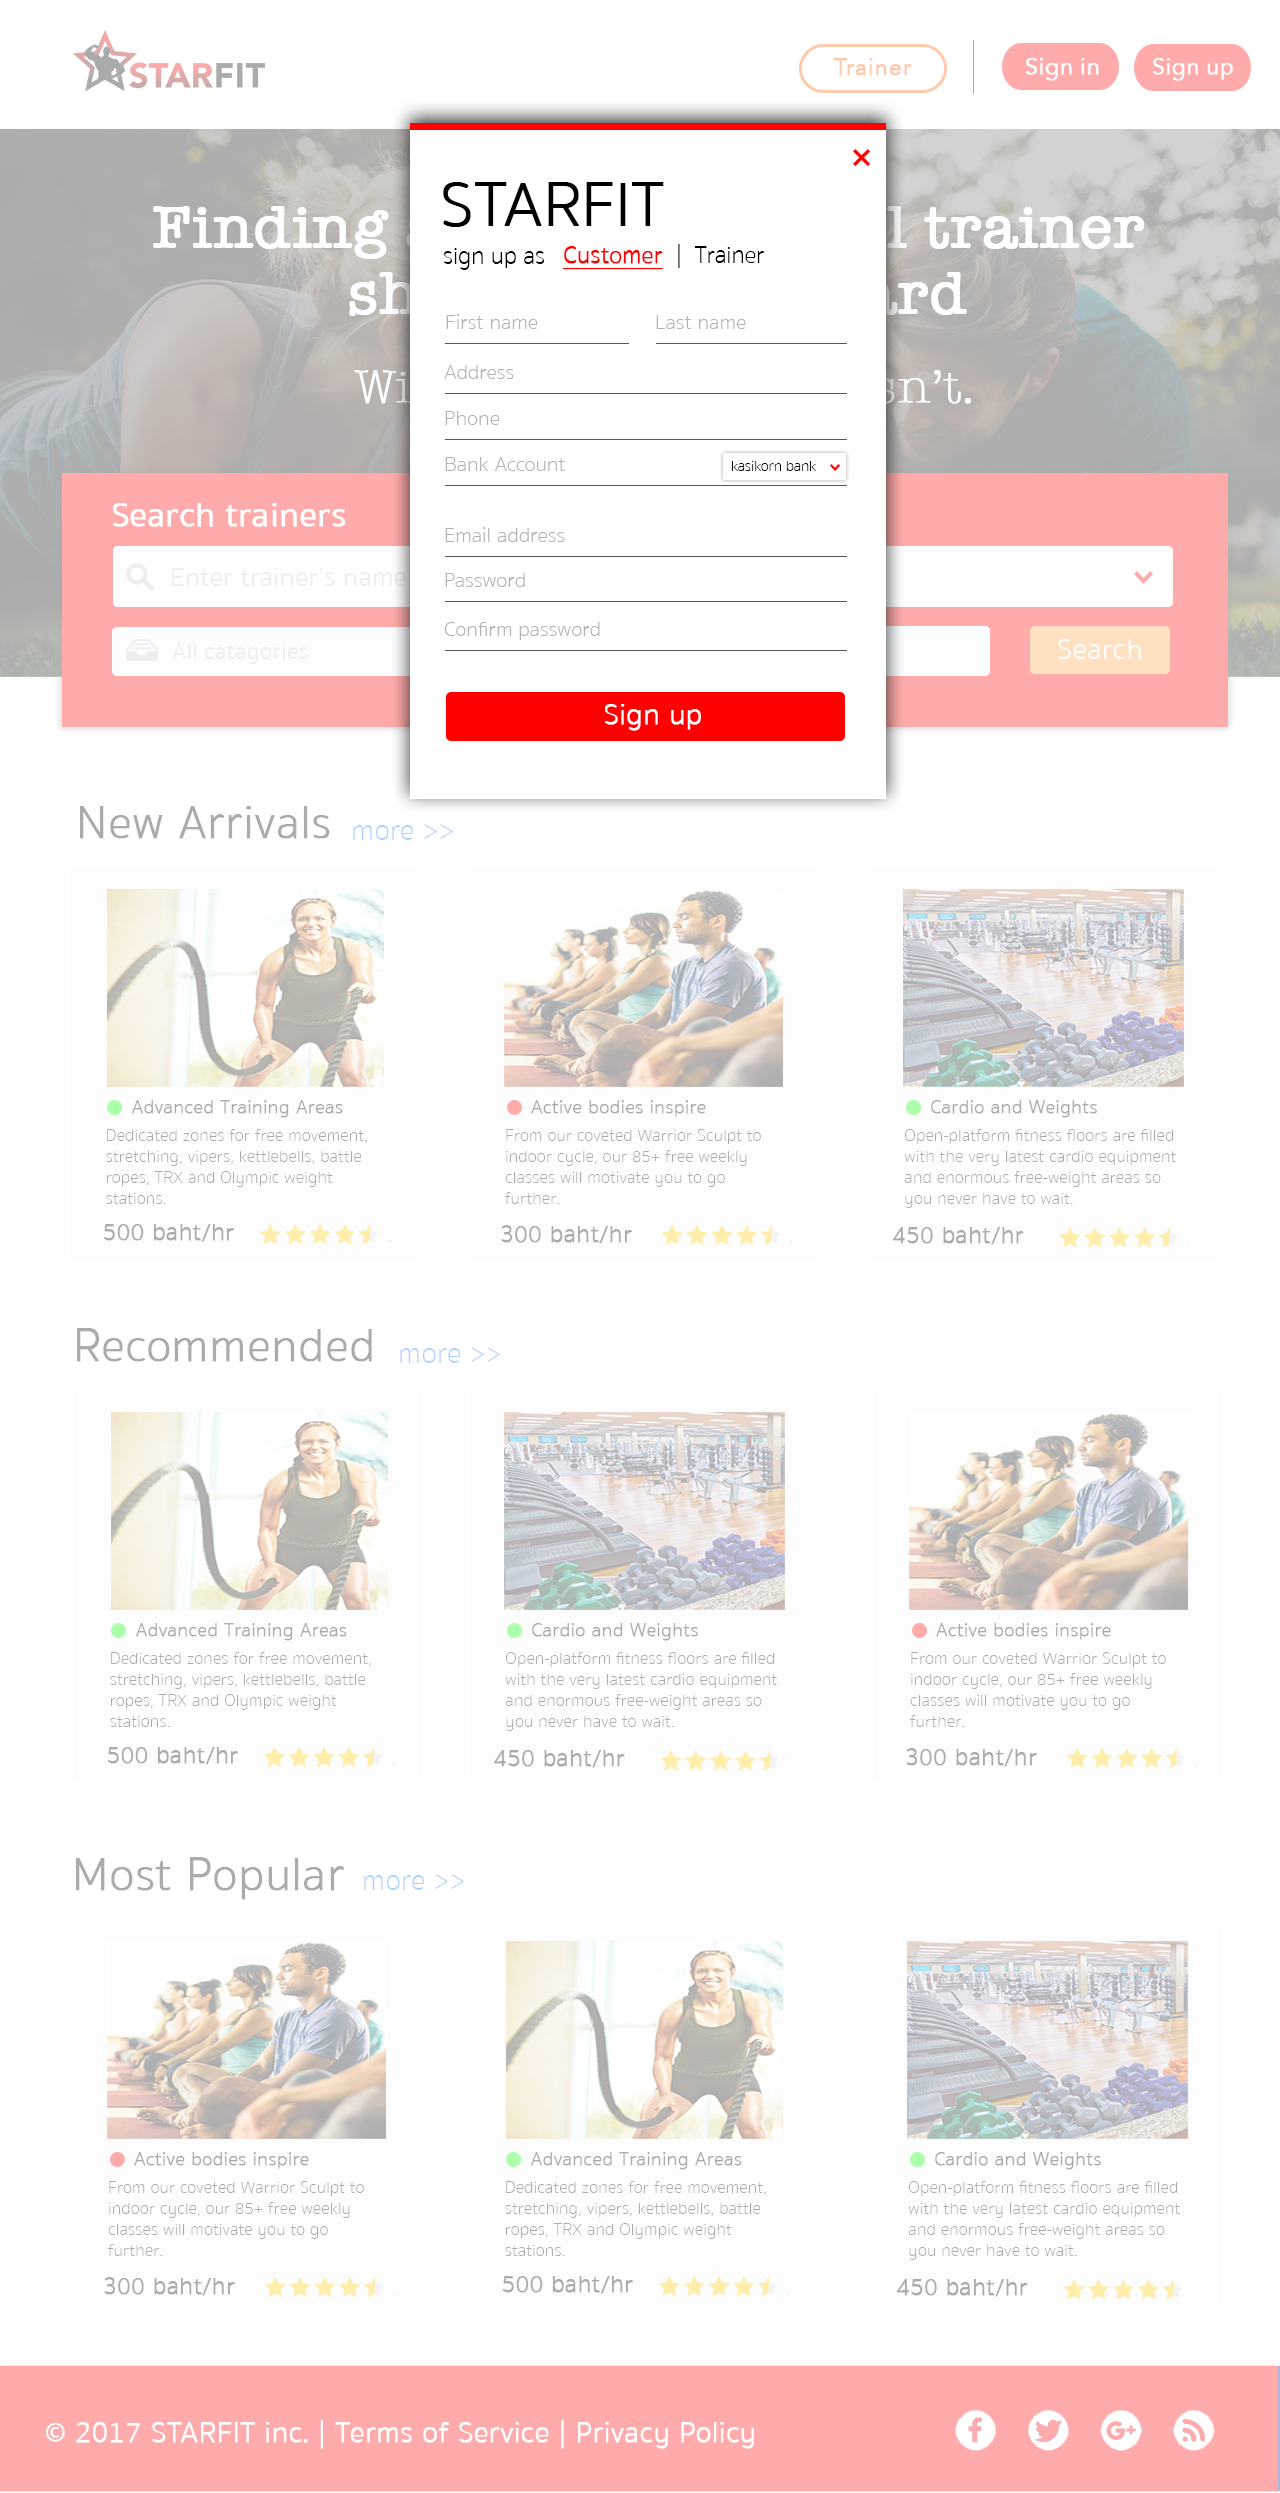 STARFIT
Trainer
Sign in
Sign up
Finding
l trainer
sh
ard
Wi
sn't.
STARFIT
sign up as Customer | Trainer
First name
Last name
Address
Phone
Bank Account
kasikorn bank
Email address
Password
Confirm password
Sign up
Search trainers
Enter trainer's name
All catagories
Search
New Arrivals more >>
Advanced Training Areas
Dedicated zones for free movement,
stretching, vipers, kettlebells, battle
ropes, TRX and Olympic weight
stations.
500 baht/hr
Active bodies inspire
From our coveted Warrior Sculpt to
indoor cycle, our 85+ free weekly
classes will motivate you to go
further.
300 baht/hr
Cardio and Weights
Open-platform fitness floors are filled
with the very latest cardio equipment
and enormous free-weight areas so
you never have to wait.
450 baht/hr
Recommended more >>
Advanced Training Areas
Dedicated zones for free movement,
stretching, vipers, kettlebells, battle
ropes, TRX and Olympic weight
stations.
500 baht/hr
Cardio and Weights
Open-platform fitness floors are filled
with the very latest cardio equipment
and enormous free-weight areas so
you never have to wait.
450 baht/hr
Active bodies inspire
From our coveted Warrior Sculpt to
indoor cycle, our 85+ free weekly
classes will motivate you to go
further.
300 baht/hr
Most Popular more >>
Active bodies inspire
From our coveted Warrior Sculpt to
indoor cycle, our 85+ free weekly
classes will motivate you to go
further.
300 baht/hr
Advanced Training Areas
Dedicated zones for free movement,
stretching, vipers, kettlebells, battle
ropes, TRX and Olympic weight
stations.
500 baht/hr
Cardio and Weights
Open-platform fitness floors are filled
with the very latest cardio equipment
and enormous free-weight areas so
you never have to wait.
450 baht/hr
© 2017 STARFIT inc. | Terms of Service | Privacy Policy